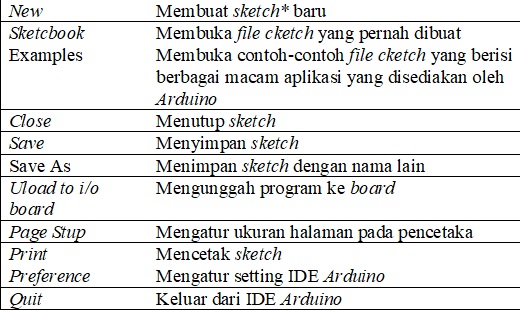 New Membuat sketch* baru
Sketcbook Membuka file cketch yang pernah dibuat
Examples Membuka contoh-contoh file cketch yang berisi
berbagai macam aplikasi yang disediakan oleh
Arduino
Close Menutup sketch
Save Menyimpan sketch
Save As Menimpan sketch dengan nama lain
Uload to i/o Mengunggah program ke board
board
Page Stup Mengatur ukuran halaman pada pencetaka
Print Mencetak sketch
Preference Mengatur setting IDE Arduino
Quit Keluar dari IDE Arduino